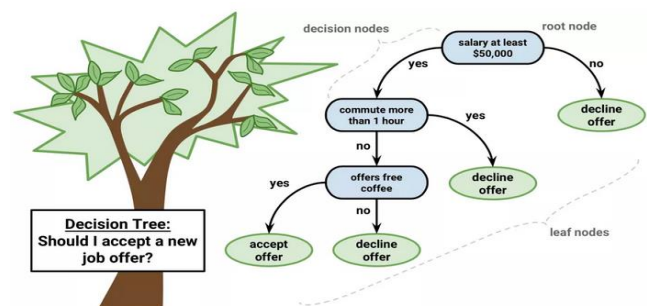 decision nodes
root node
salary at least
$50,000
yes
no
commute more
than 1 hour
yes
decline
offer
no
offers free
coffee
decline
offer
yes
no
leaf nodes
accept
offer
decline
offer
Decision Tree:
Should I accept a new
job offer?